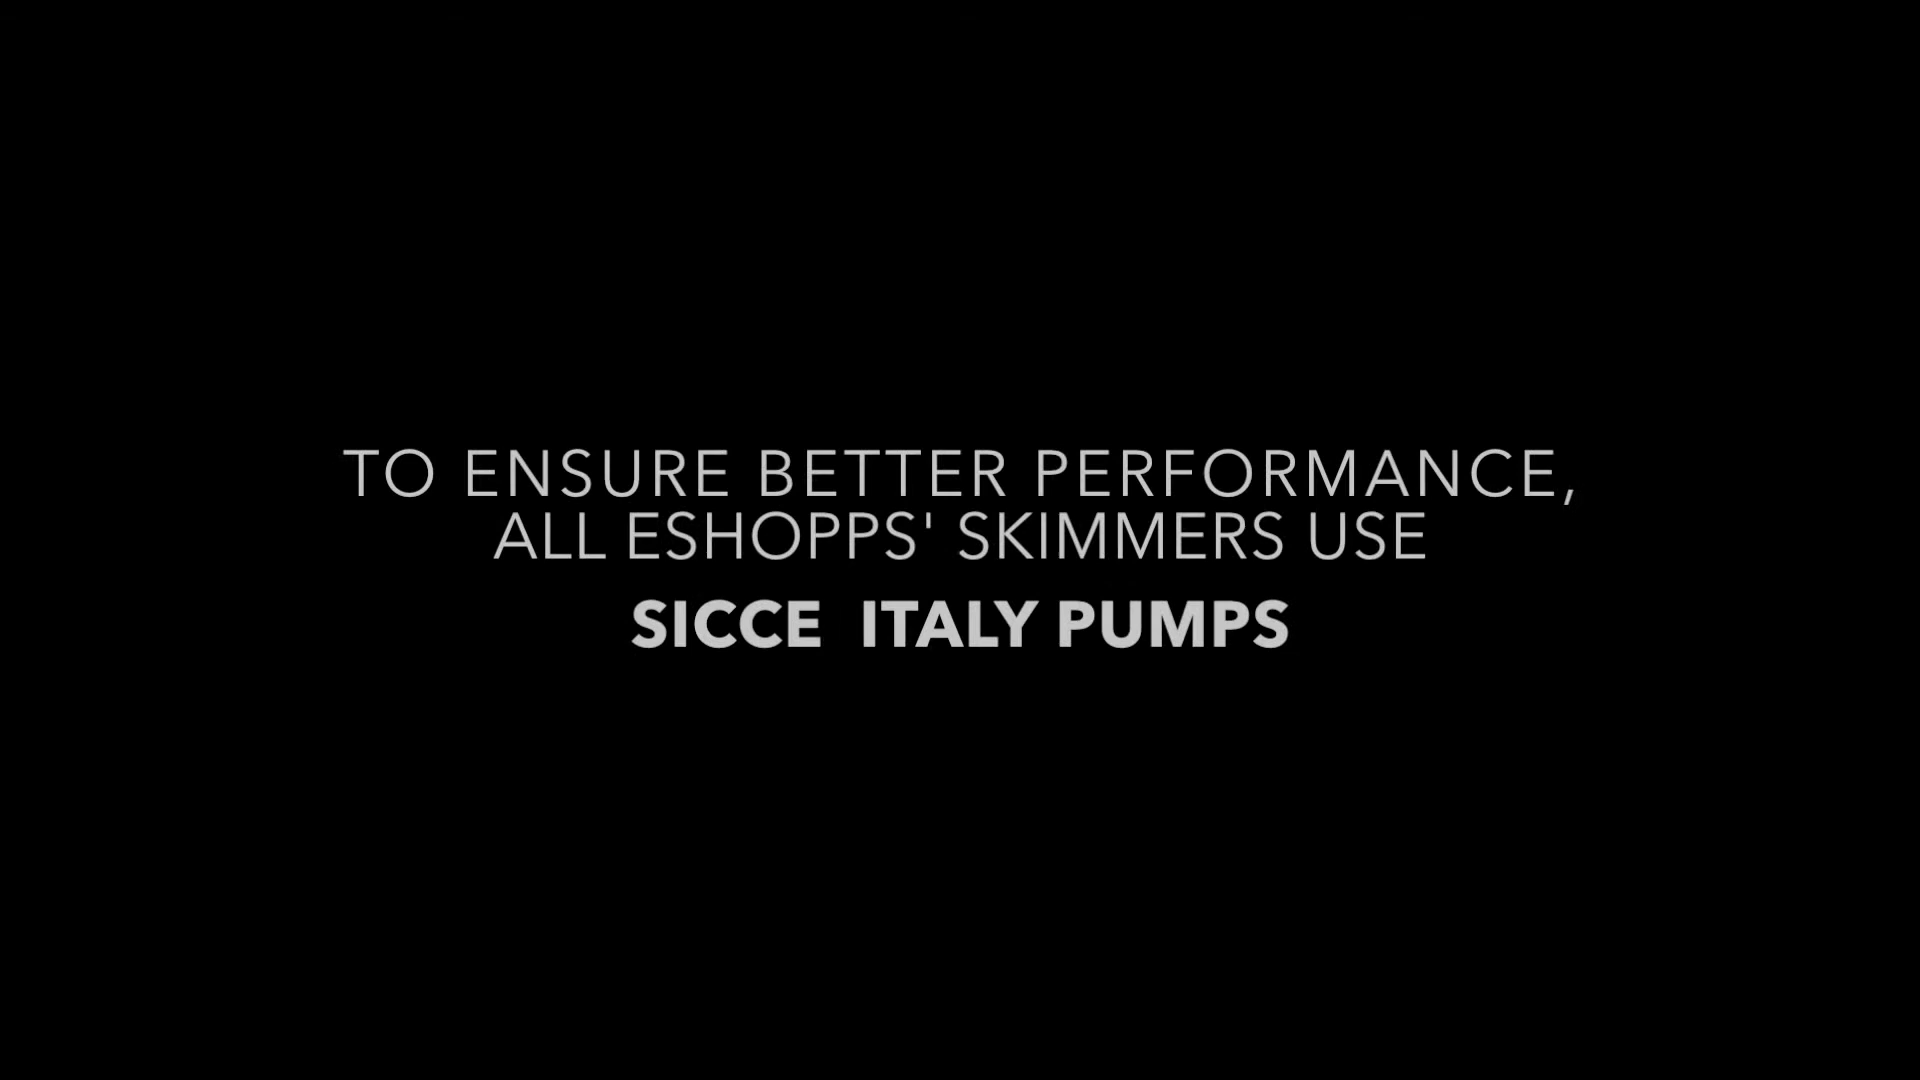 TO ENSURE BETTER PERFORMANCE,
ALL ESHOPPS' SKIMMERS USE
SICCE  ITALY PUMPS